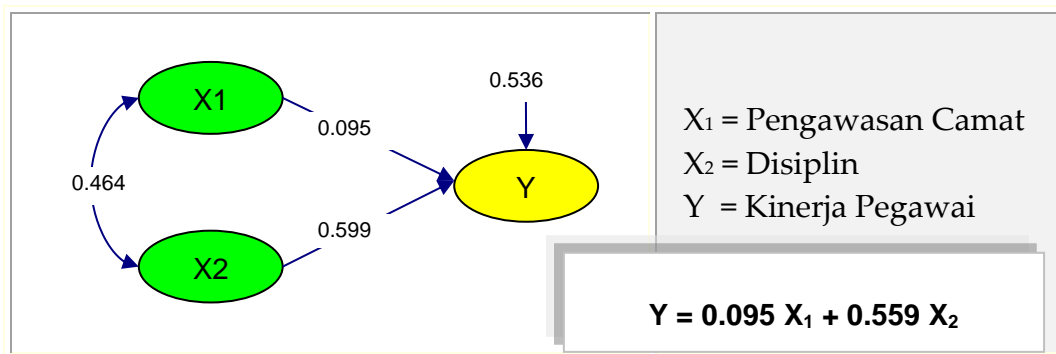 0.536
X1
0.095
0.464
Y
0.599
X2
X1 = Pengawasan Camat
X2 = Disiplin
Y = Kinerja Pegawai
Y = 0.095 X1 + 0.559 X2